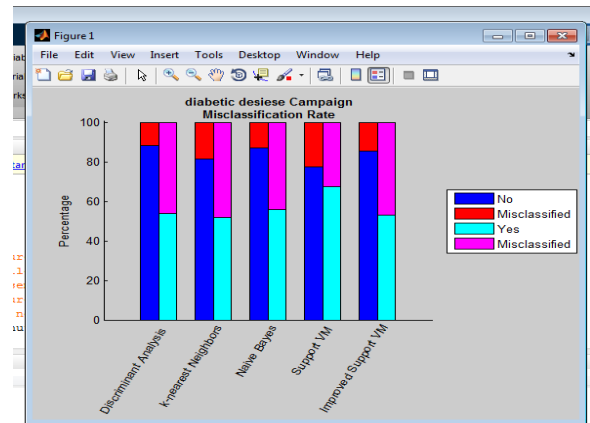 Figure 1
File Edit View Insert Tools Desktop Window Help
diabetic desiese Campaign
Misclassification Rate
Percentage
100
80
60
40
20
0
Discriminant Analysis
k-nearest Neighbors
Naive Bayes
Support VM
Improved Support VM
No
Misclassified
Yes
Misclassified